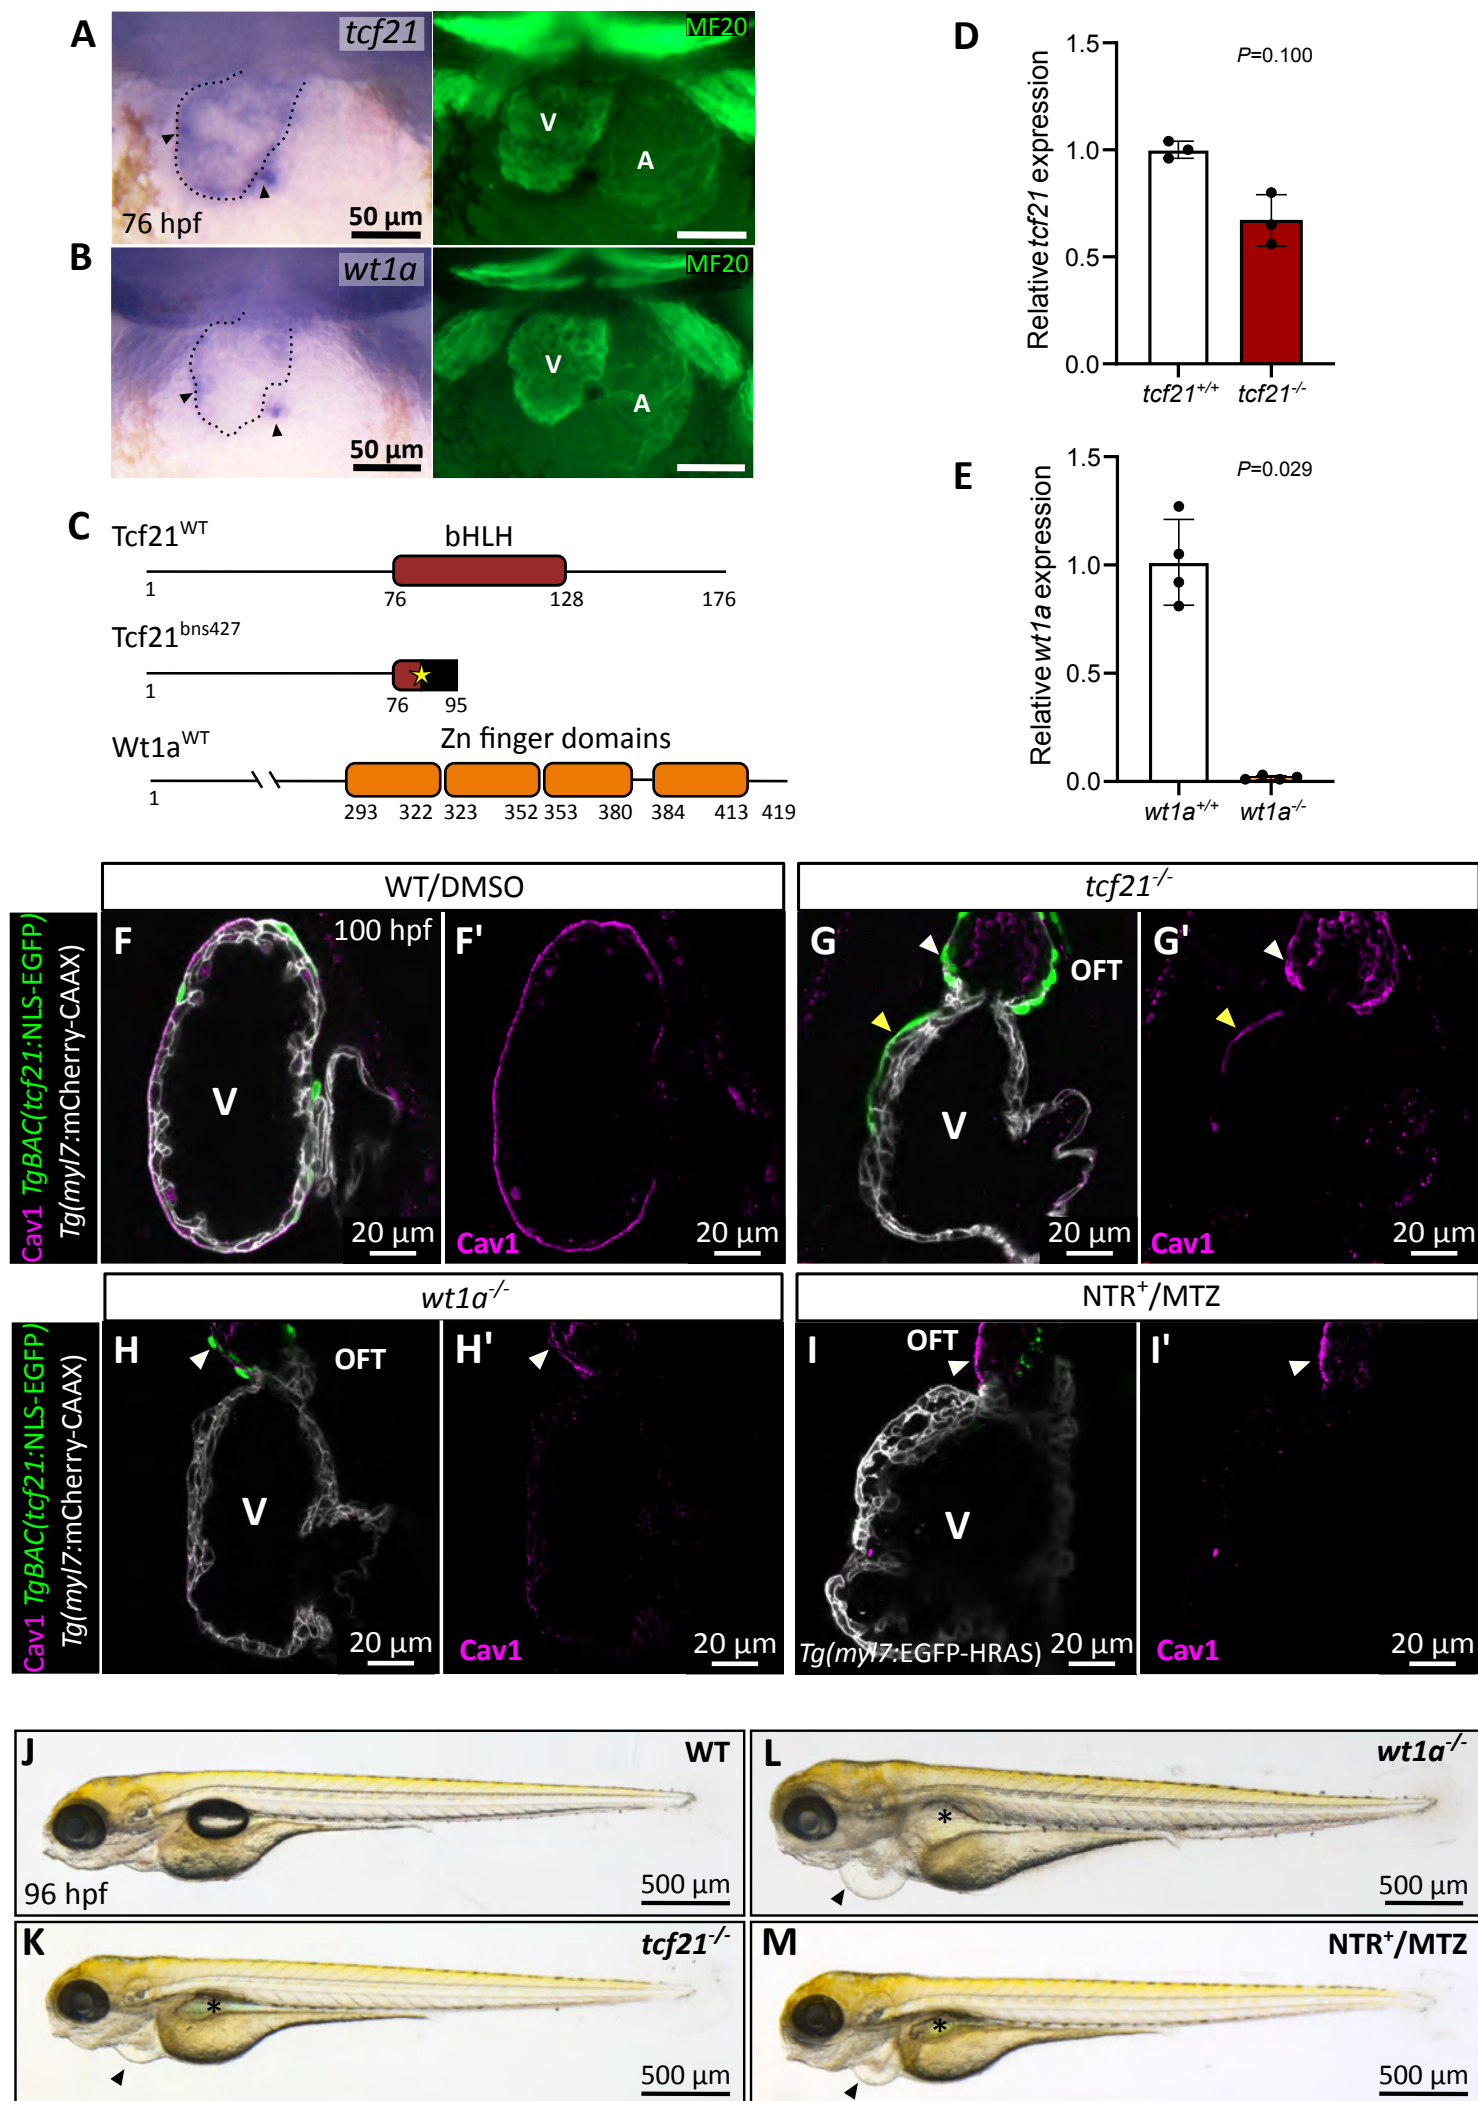 A
tcf21
76 hpf
50 µm
MF20
V
A
B
wt1a
50 µm
MF20
V
A
C
Tcf21WT
bHLH
1
76
128
176
Tcf21bns427
1
76
95
Wt1aWT
Zn finger domains
1
293 322 323 352 353 380 384 413 419
D
Relative tcf21 expression
1.5
1.0
0.5
0.0
P=0.100
tcf21+/+ tcf21-/-
E
Relative wt1a expression
1.5
1.0
0.5
0.0
P=0.029
wt1a+/+ wt1a-/-
WT/DMSO
tcf21-/-
Cav1 TgBAC(tcf21:NLS-EGFP)
Tg(myl7:mCherry-CAAX)
F
100 hpf
V
20 µm
F'
Cav1
20 µm
G
OFT
V
20 µm
G'
Cav1
20 µm
wt1a-/-
NTR+/MTZ
Cav1 TgBAC(tcf21:NLS-EGFP)
Tg(myl7:mCherry-CAAX)
H
OFT
V
20 µm
H'
Cav1
20 µm
I
OFT
V
Tg(myl7:EGFP-HRAS)
I'
Cav1
20 µm
J
WT
96 hpf
500 µm
L
wt1a-/-
*
500 µm
K
tcf21-/-
*
500 µm
M
NTR+/MTZ
*
500 µm